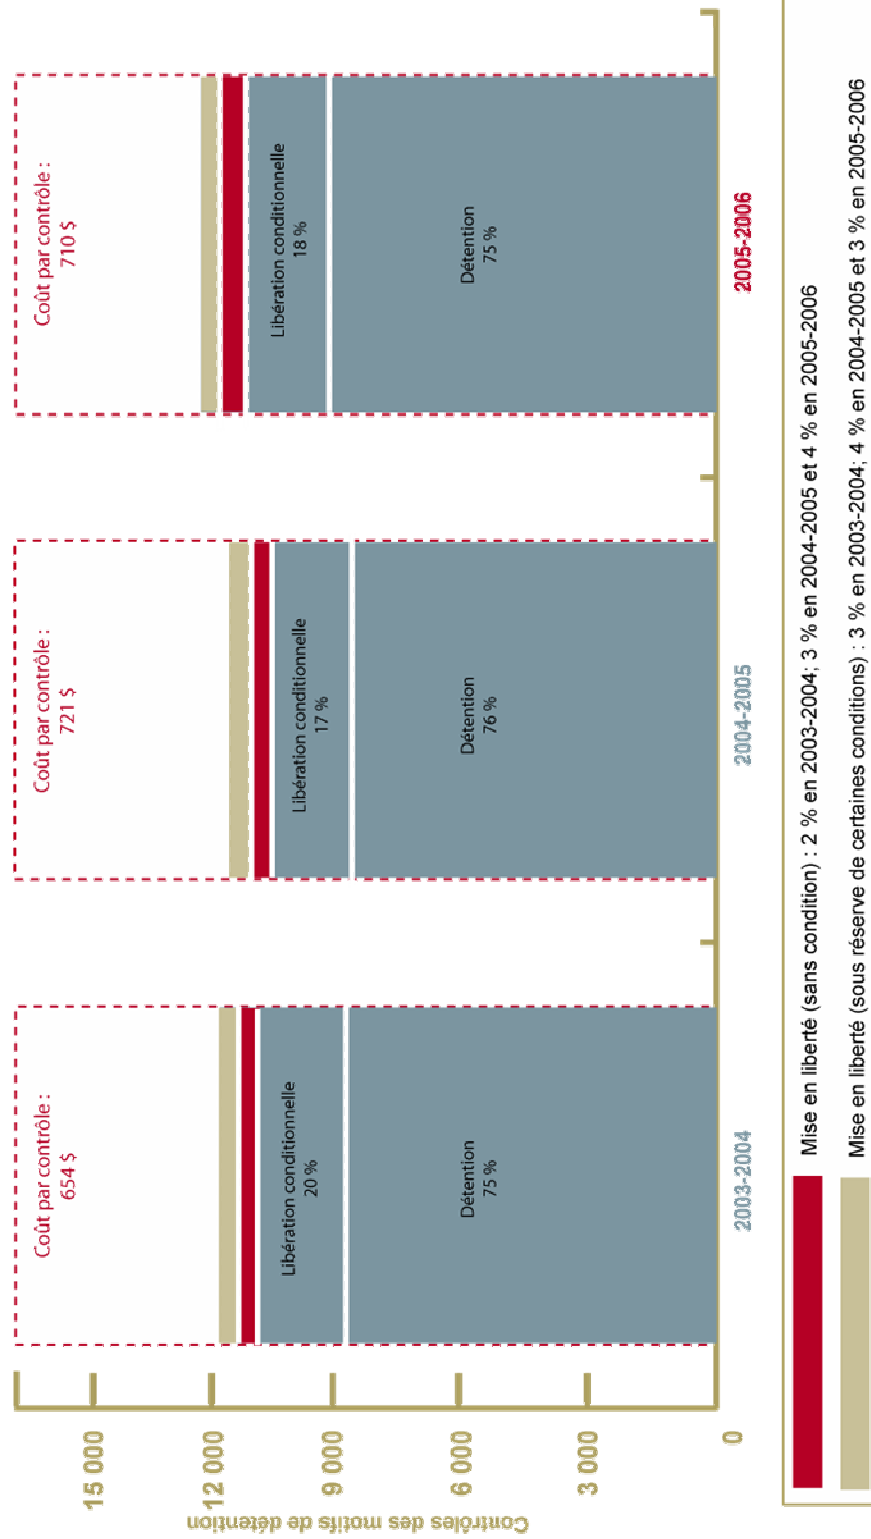 Contrôles des motifs de détention
15 000
12 000
9 000
6 000
3 000
0
Coût par contrôle :
654 $
Libération conditionnelle
20 %
Détention
75 %
2003-2004
Coût par contrôle :
721 $
Libération conditionnelle
17 %
Détention
76 %
2004-2005
Coût par contrôle :
710 $
Libération conditionnelle
18 %
Détention
75 %
2005-2006
Mise en liberté (sans condition) : 2 % en 2003-2004; 3 % en 2004-2005 et 4 % en 2005-2006
Mise en liberté (sous réserve de certaines conditions) : 3 % en 2003-2004; 4 % en 2004-2005 et 3 % en 2005-2006